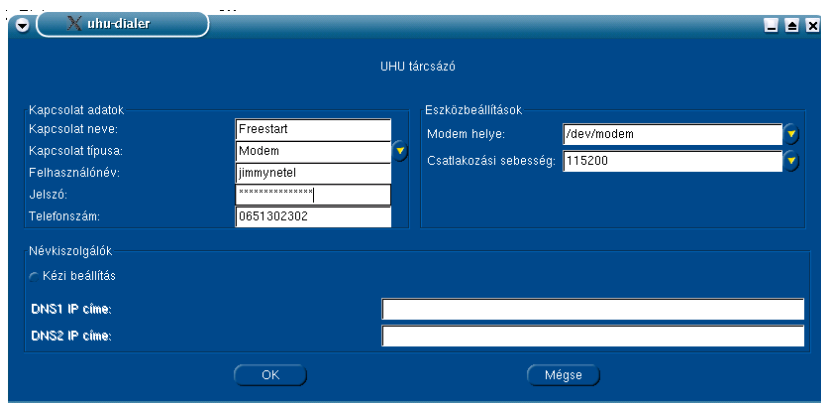 uhu-dialer
UHU tárcsázó
Kapcsolat adatok
Kapcsolat neve: Freestart
Kapcsolat típusa: Modem
Felhasználónév: jimmynetel
Jelszó: ***************
Telefonszám: 0651302302
Eszközbeállítások
Modem helye: /dev/modem
Csatlakozási sebesség: 115200
Névkiszolgálók
Kézi beállítás
DNS1 IP címe:
DNS2 IP címe:
OK Mégse